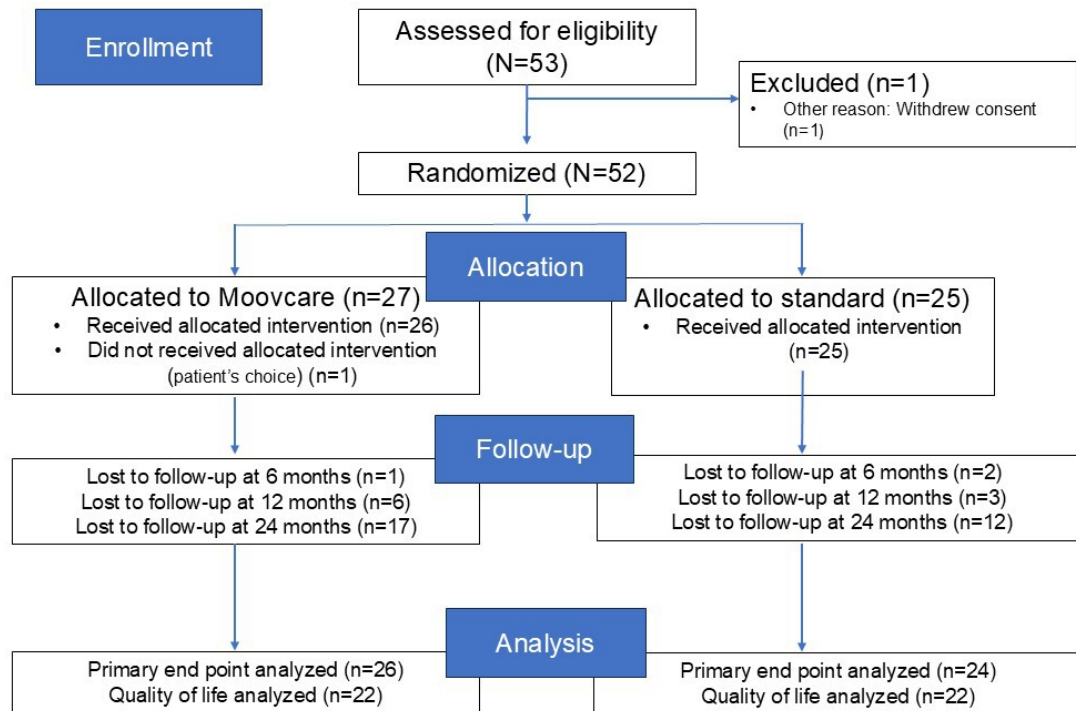 Enrollment
Assessed for eligibility
(N=53)
Excluded (n=1)
• Other reason: Withdrew consent
(n=1)
Randomized (N=52)
Allocation
Allocated to Moovcare (n=27)
• Received allocated intervention (n=26)
• Did not received allocated intervention
(patient's choice) (n=1)
Allocated to standard (n=25)
• Received allocated intervention
(n=25)
Follow-up
Lost to follow-up at 6 months (n=1)
Lost to follow-up at 12 months (n=6)
Lost to follow-up at 24 months (n=17)
Lost to follow-up at 6 months (n=2)
Lost to follow-up at 12 months (n=3)
Lost to follow-up at 24 months (n=12)
Analysis
Primary end point analyzed (n=26)
Quality of life analyzed (n=22)
Primary end point analyzed (n=24)
Quality of life analyzed (n=22)